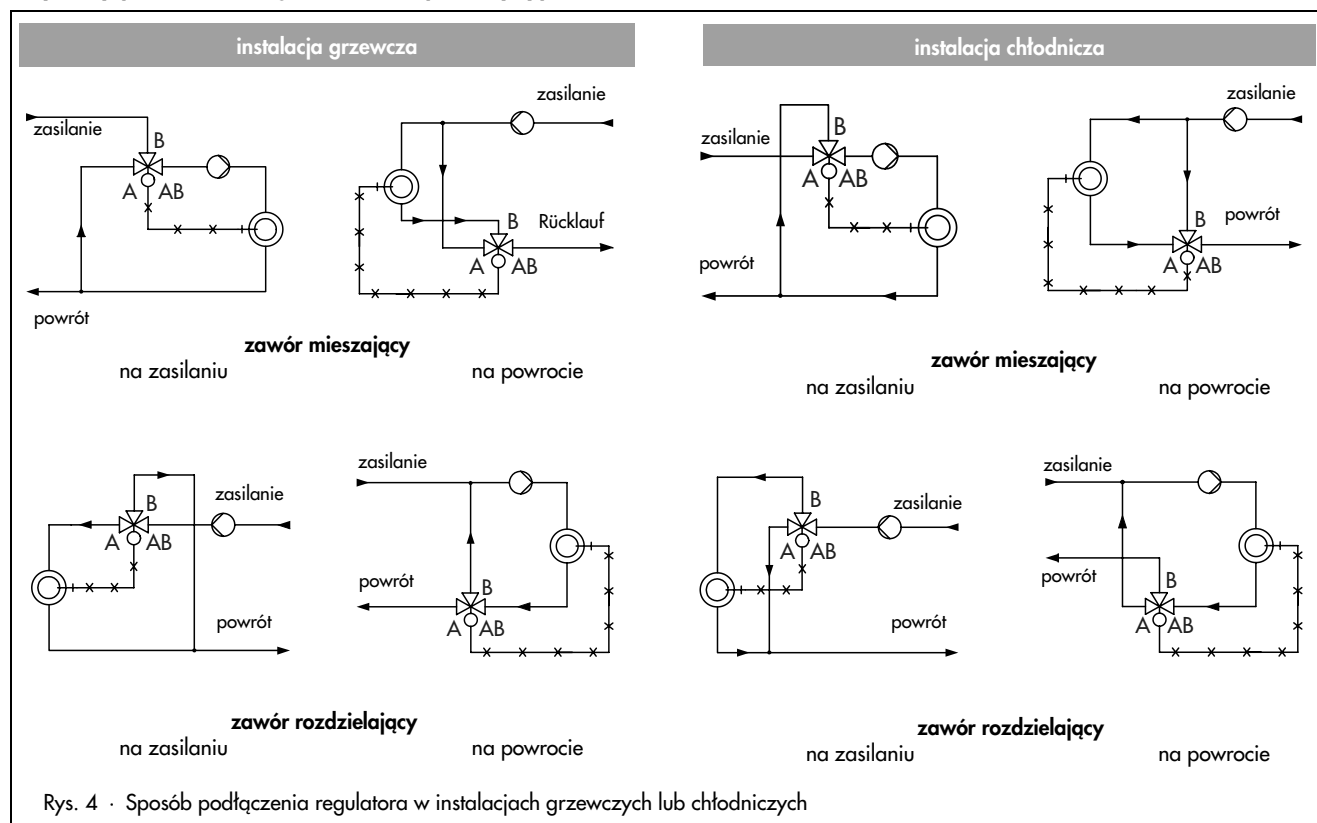 instalacja grzewcza
instalacja chłodnicza
zasilanie
B
A
AB
powrót
zasilanie
B
Rücklauf
A
AB
zasilanie
B
A
AB
powrót
zasilanie
B
powrót
A
AB
zawór mieszający
na zasilaniu
na powrocie
zawór mieszający
na zasilaniu
na powrocie
B
zasilanie
A
AB
powrót
zasilanie
powrót
B
A
AB
B
zasilanie
A
AB
powrót
zasilanie
powrót
B
A
AB
zawór rozdzielający
na zasilaniu
na powrocie
zawór rozdzielający
na zasilaniu
na powrocie
Rys. 4 · Sposób podłączenia regulatora w instalacjach grzewczych lub chłodniczych